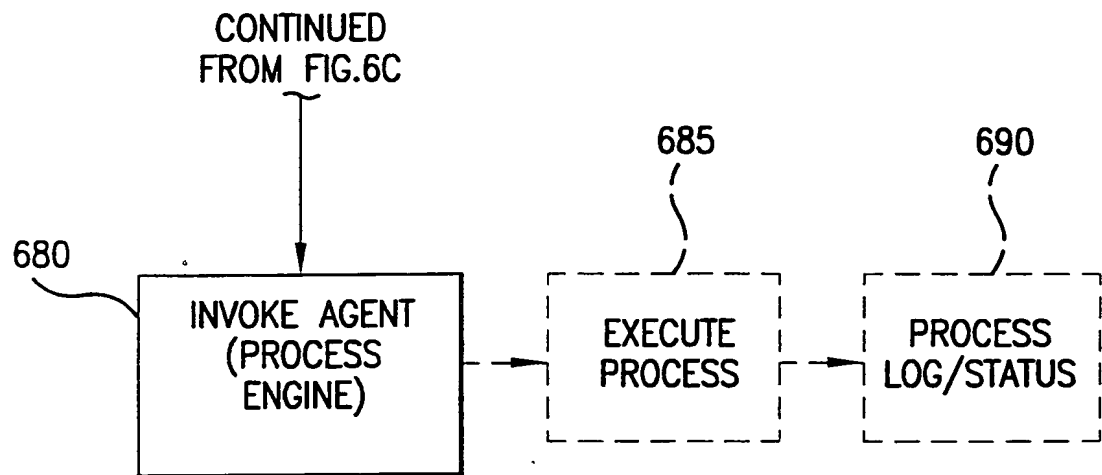 CONTINUED
FROM FIG.6C
685
690
680
INVOKE AGENT
(PROCESS
ENGINE)
EXECUTE
PROCESS
PROCESS
LOG/STATUS